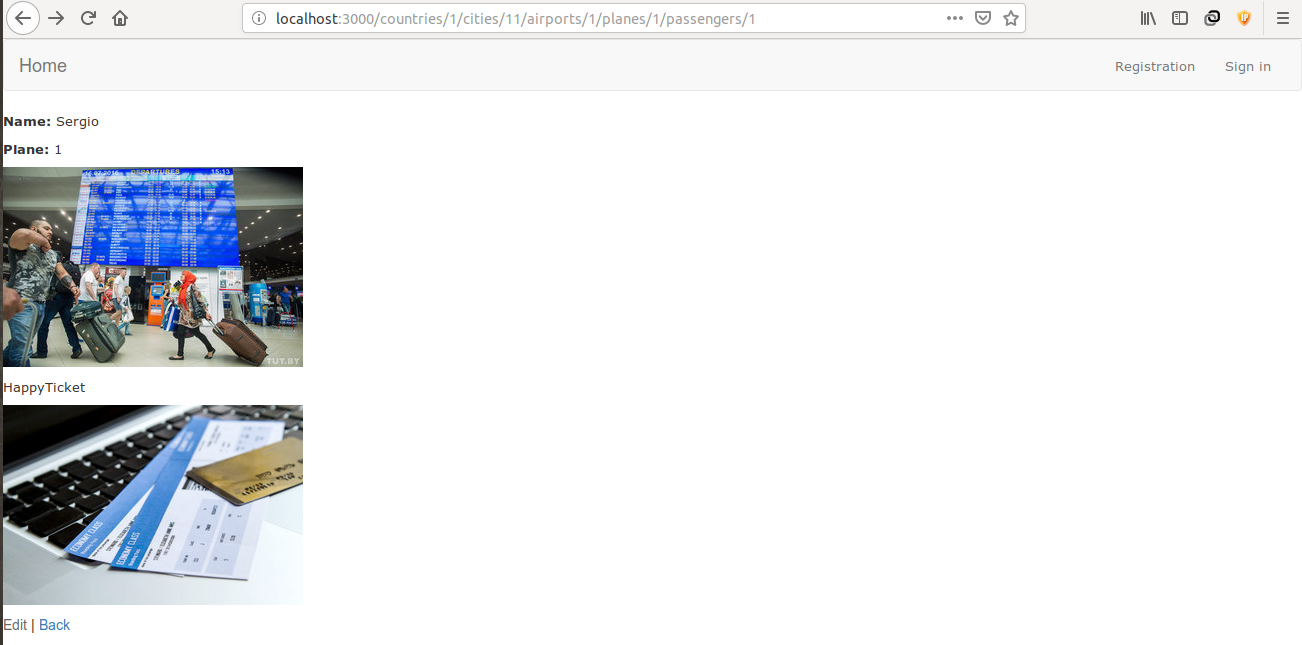 localhost:3000/countries/1/cities/11/airports/1/planes/1/passengers/1
Home
Registration
Sign in
Name: Sergio
Plane: 1
DEPARTURES 15:13
TUT.BY
HappyTicket
ECONOMY CLASS
ECONOMY CLASS
Edit | Back